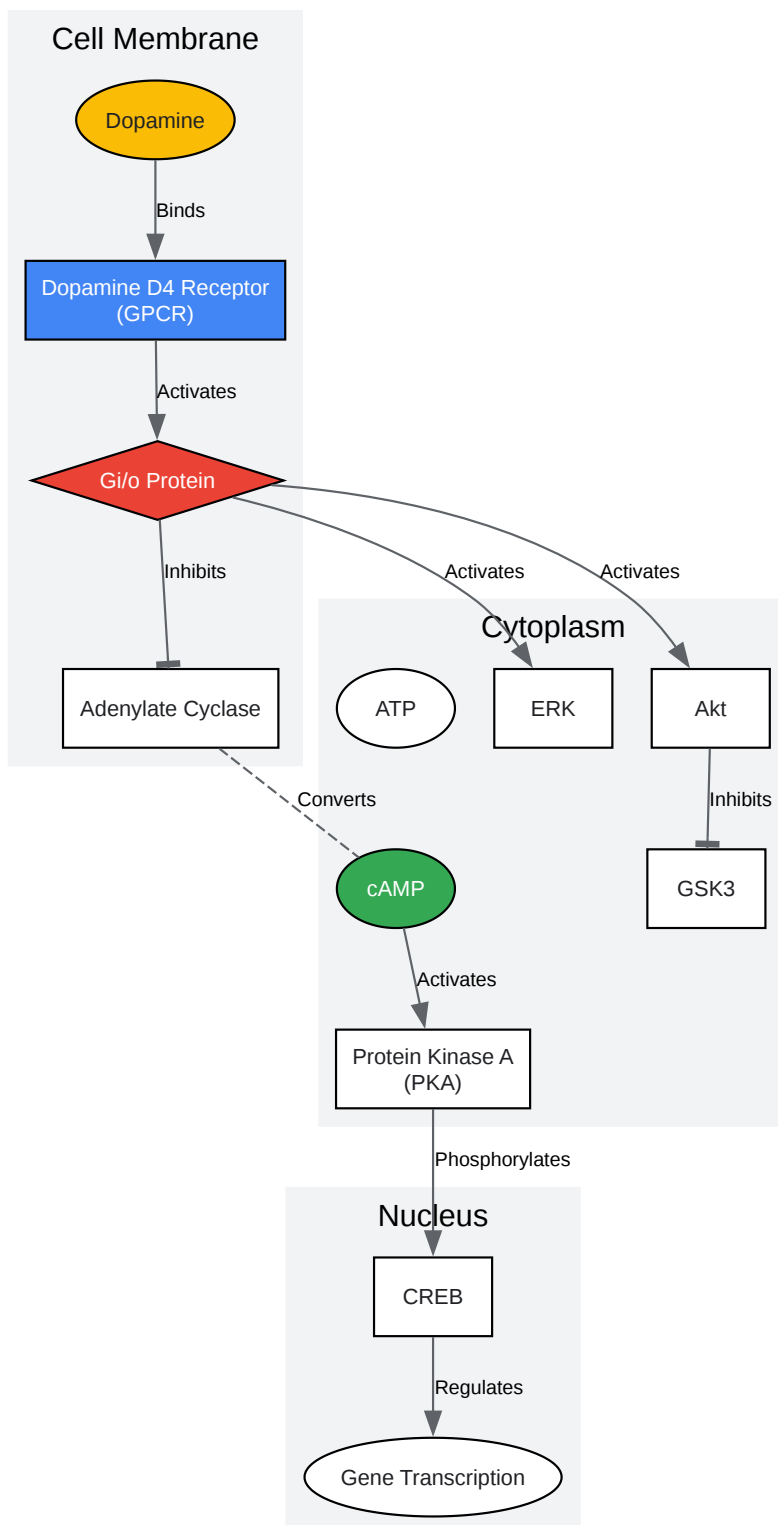 Cell Membrane
Dopamine
Binds
Dopamine D4 Receptor
(GPCR)
Activates
Gi/o Protein
Inhibits
Activates
Activates
Cytoplasm
Adenylate Cyclase
ATP
ERK
Akt
Converts
Inhibits
cAMP
GSK3
Activates
Protein Kinase A
(PKA)
Phosphorylates
Nucleus
CREB
Regulates
Gene Transcription